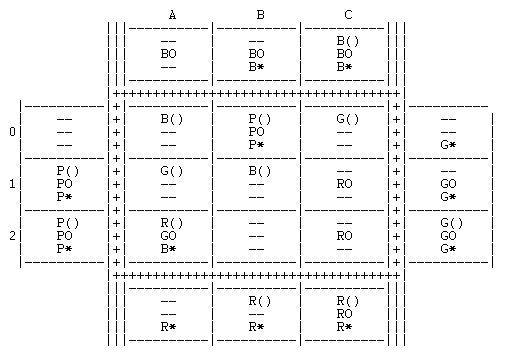 A         B         C
      |||----------|----------|----------|||
      |||    --    |    --    |    B()   |||
      |||    BO    |    BO    |    BO    |||
      |||    --    |    B*    |    B*    |||
      |||----------|----------|----------|||
      |++++++++++++++++++++++++++++++++++|
|----------|+|----------|----------|----------|+|----------
|    --    |+|    B()   |    P()   |    G()   |+|    --    |
0|    --    |+|    --    |    PO    |    --    |+|    --    |
|    --    |+|    --    |    P*    |    --    |+|    G*    |
|----------|+|----------|----------|----------|+|----------
|    P()   |+|    G()   |    B()   |    --    |+|    --    |
1|    PO    |+|    --    |    --    |    RO    |+|    GO    |
|    P*    |+|    --    |    --    |    --    |+|    G*    |
|----------|+|----------|----------|----------|+|----------
|    P()   |+|    R()   |    --    |    --    |+|    G()   |
2|    PO    |+|    GO    |    --    |    RO    |+|    GO    |
|    P*    |+|    B*    |    --    |    --    |+|    G*    |
|----------|+|----------|----------|----------|+|----------
      |++++++++++++++++++++++++++++++++++|
      |||----------|----------|----------|||
      |||    --    |    R()   |    R()   |||
      |||    --    |    --    |    RO    |||
      |||    R*    |    R*    |    R*    |||
      |||----------|----------|----------|||